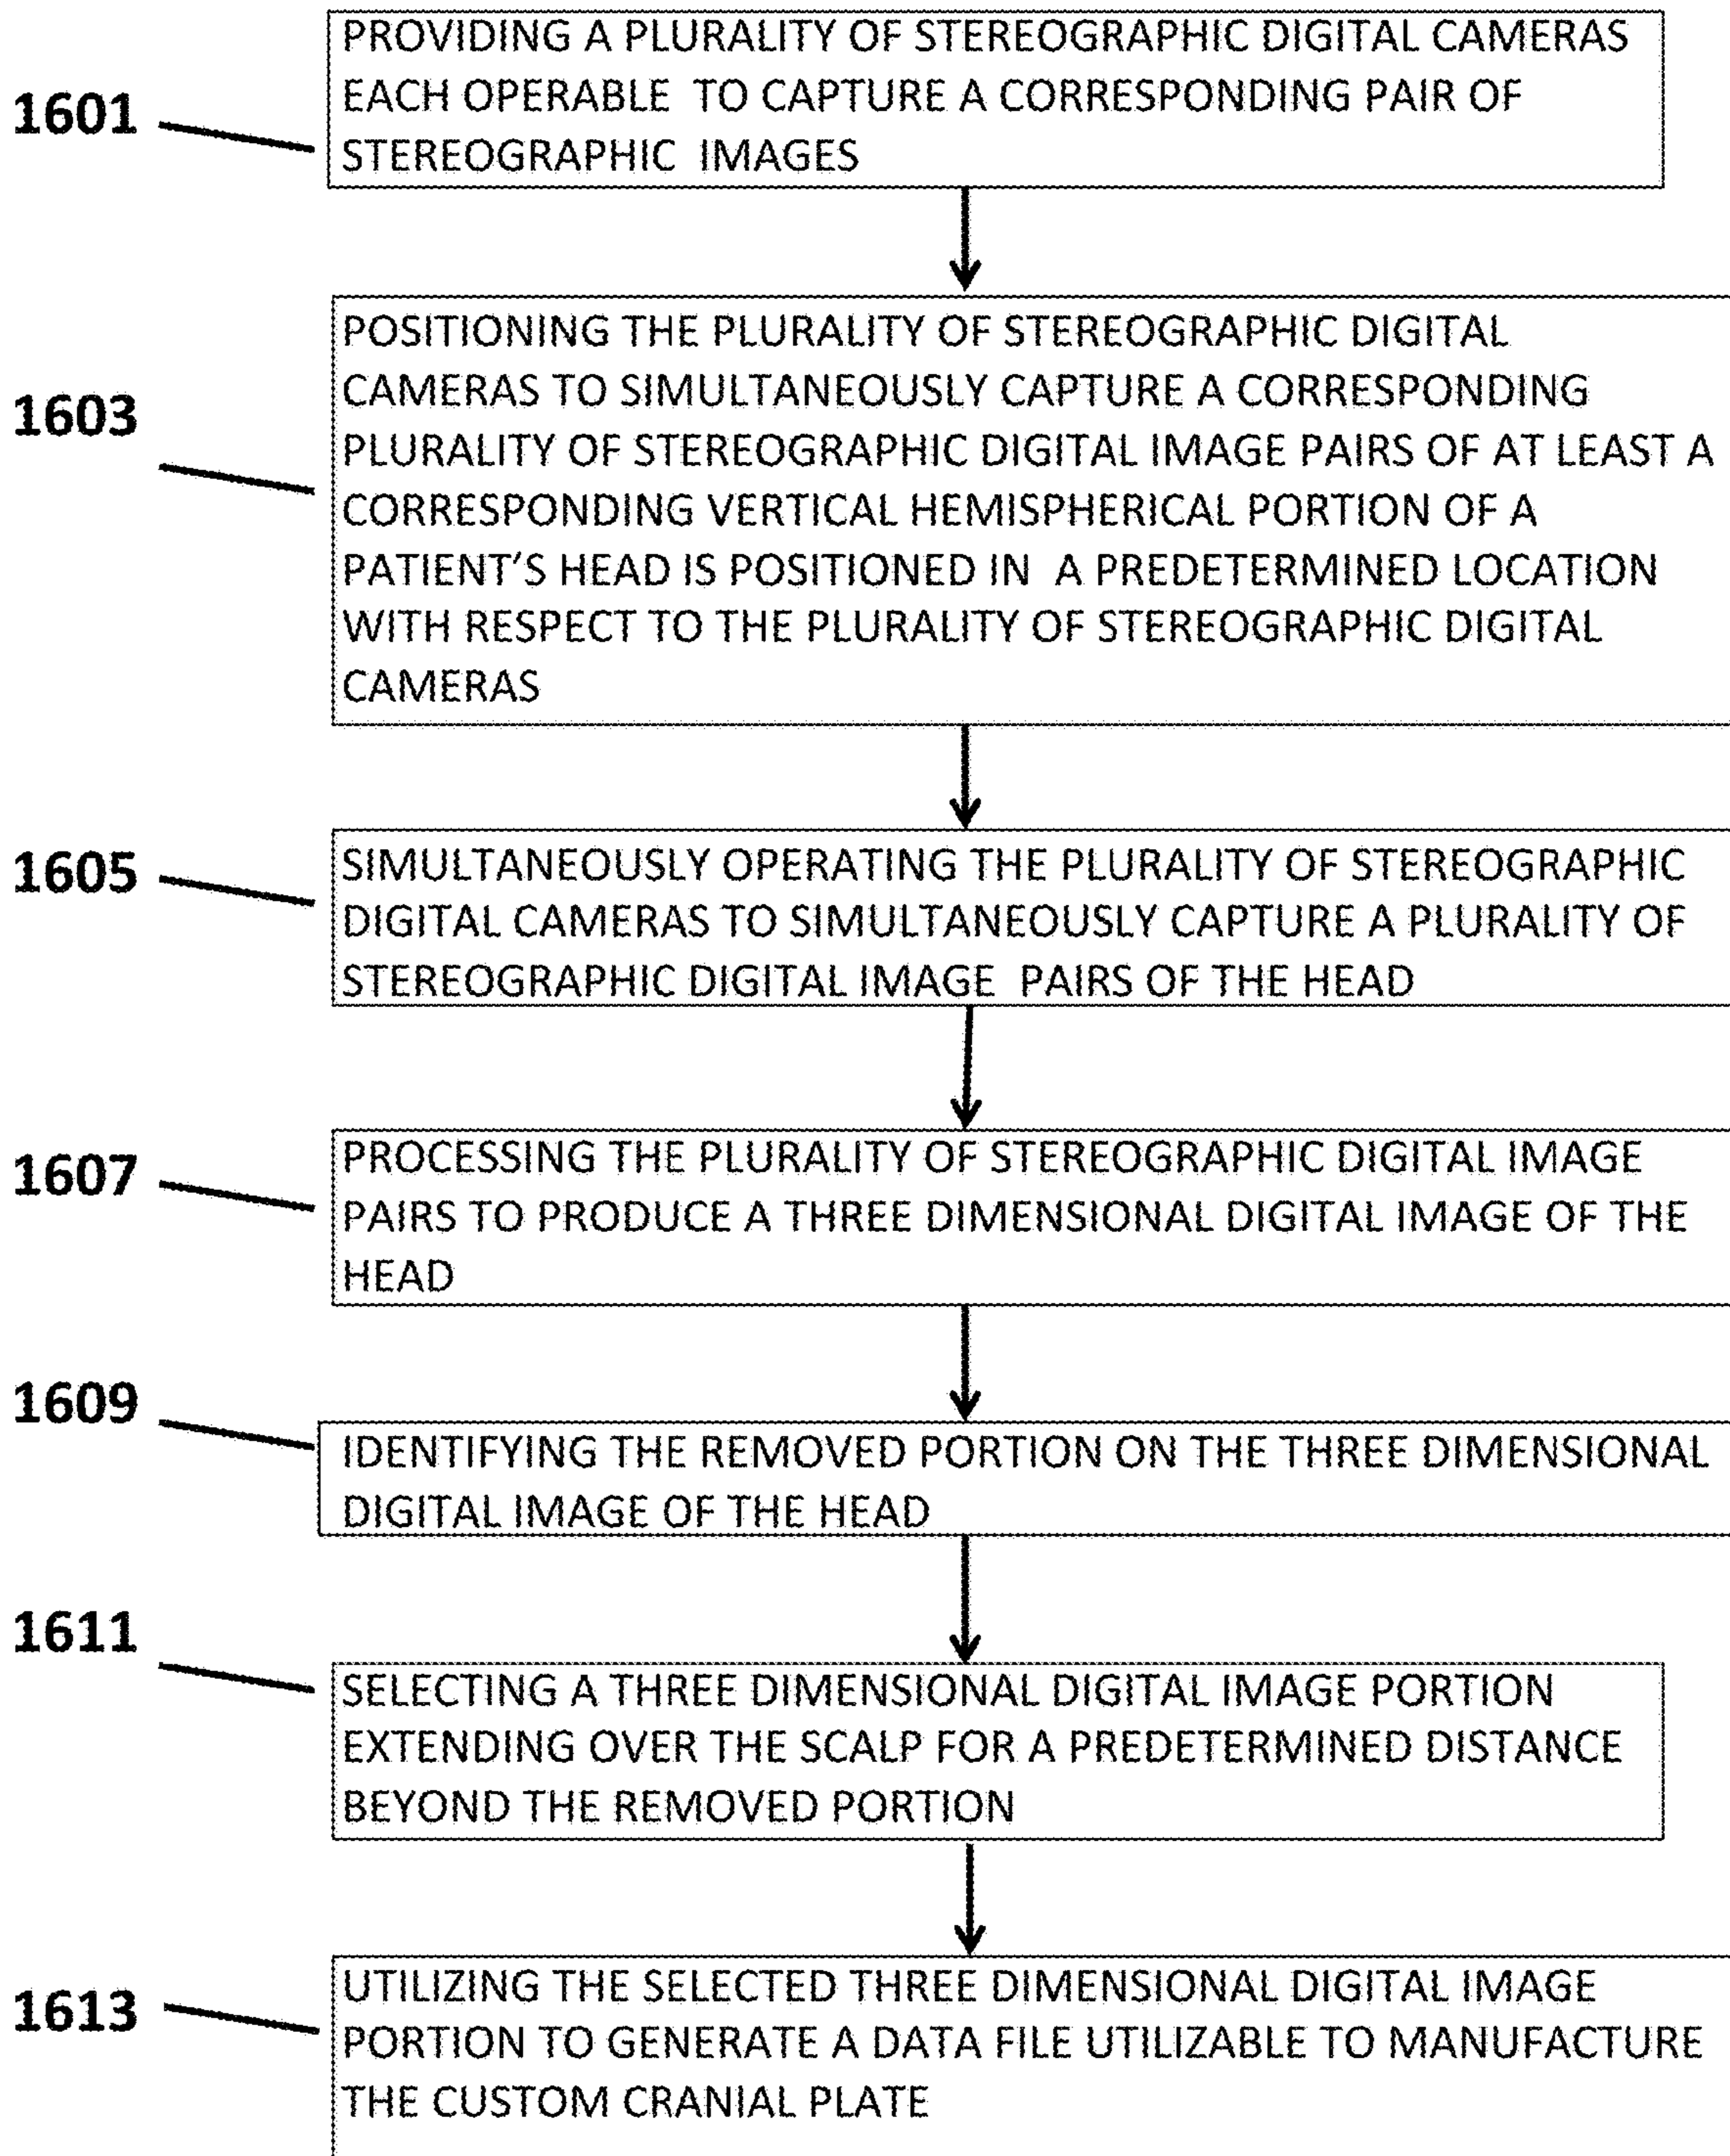 1601
PROVIDING A PLURALITY OF STEREOGRAPHIC DIGITAL CAMERAS
EACH OPERABLE TO CAPTURE A CORRESPONDING PAIR OF
STEREOGRAPHIC IMAGES
1603
POSITIONING THE PLURALITY OF STEREOGRAPHIC DIGITAL
CAMERAS TO SIMULTANEOUSLY CAPTURE A CORRESPONDING
PLURALITY OF STEREOGRAPHIC DIGITAL IMAGE PAIRS OF AT LEAST A
CORRESPONDING VERTICAL HEMISPHERICAL PORTION OF A
PATIENT'S HEAD IS POSITIONED IN A PREDETERMINED LOCATION
WITH RESPECT TO THE PLURALITY OF STEREOGRAPHIC DIGITAL
CAMERAS
1605
SIMULTANEOUSLY OPERATING THE PLURALITY OF STEREOGRAPHIC
DIGITAL CAMERAS TO SIMULTANEOUSLY CAPTURE A PLURALITY OF
STEREOGRAPHIC DIGITAL IMAGE PAIRS OF THE HEAD
1607
PROCESSING THE PLURALITY OF STEREOGRAPHIC DIGITAL IMAGE
PAIRS TO PRODUCE A THREE DIMENSIONAL DIGITAL IMAGE OF THE
HEAD
1609
IDENTIFYING THE REMOVED PORTION ON THE THREE DIMENSIONAL
DIGITAL IMAGE OF THE HEAD
1611
SELECTING A THREE DIMENSIONAL DIGITAL IMAGE PORTION
EXTENDING OVER THE SCALP FOR A PREDETERMINED DISTANCE
BEYOND THE REMOVED PORTION
1613
UTILIZING THE SELECTED THREE DIMENSIONAL DIGITAL IMAGE
PORTION TO GENERATE A DATA FILE UTILIZABLE TO MANUFACTURE
THE CUSTOM CRANIAL PLATE